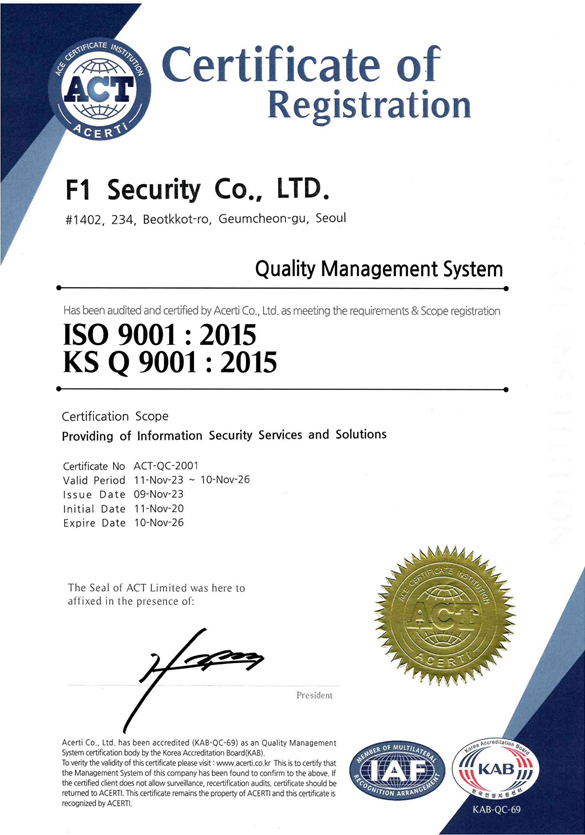 ACE CERTIFICATE INSTITUTION
ACT
ACERTi
Certificate of
Registration
F1 Security Co., LTD.
#1402, 234, Beotkkot-ro, Geumcheon-gu, Seoul
Quality Management System
Has been audited and certified by Acerti Co., Ltd. as meeting the requirements & Scope registration
ISO 9001 : 2015
KS Q 9001 : 2015
Certification Scope
Providing of Information Security Services and Solutions
Certificate No ACT-QC-2001
Valid Period 11-Nov-23 ~ 10-Nov-26
Issue Date 09-Nov-23
Initial Date 11-Nov-20
Expire Date 10-Nov-26
The Seal of ACT Limited was here to
affixed in the presence of:
ACE CERTIFICATE INSTITUTION
ACT
ACERTi
President
Acerti Co., Ltd. has been accredited (KAB-QC-69) as an Quality Management
System certification body by the Korea Accreditation Board(KAB).
To verity the validity of this certificate please visit : www.acerti.co.kr This is to certify that
the Management System of this company has been found to confirm to the above. If
the certified client does not allow surveillance, recertification audits, certificate should be
returned to ACERTI. This certificate remains the property of ACERTI and this certificate is
recognized by ACERTI.
MEMBER OF MULTILATERAL
IAF
RECOGNITION ARRANGEMENT
Korea Accreditation Board
KAB
한국인정지원센터
KAB-QC-69